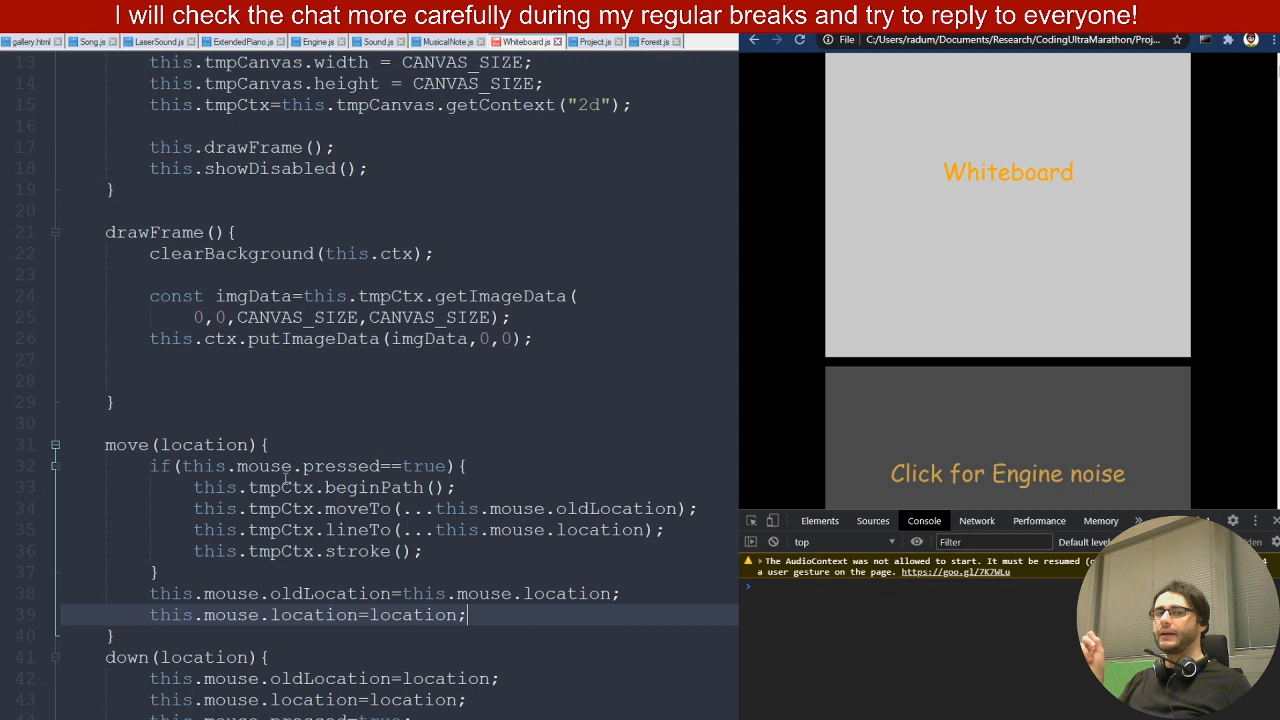 I will check the chat more carefully during my regular breaks and try to reply to everyone!
gallery.html Song.js LaserSound.js ExtendedPiano.js Engine.js Sound.js MusicalNote.js Whiteboard.js Project.js Forest.js
File C:/Users/radum/Documents/Research/CodingUltraMarathon/Proj...
13 this.tmpCanvas.width = CANVAS_SIZE;
14 this.tmpCanvas.height = CANVAS_SIZE;
15 this.tmpCtx=this.tmpCanvas.getContext("2d");
16
17 this.drawFrame();
18 this.showDisabled();
19 }
20
21 drawFrame(){
22 clearBackground(this.ctx);
23
24 const imgData=this.tmpCtx.getImageData(
25 0,0,CANVAS_SIZE,CANVAS_SIZE);
26 this.ctx.putImageData(imgData,0,0);
27
28
29 }
30
31 move(location){
32 if(this.mouse.pressed==true){
33 this.tmpCtx.beginPath();
34 this.tmpCtx.moveTo(...this.mouse.oldLocation);
35 this.tmpCtx.lineTo(...this.mouse.location);
36 this.tmpCtx.stroke();
37 }
38 this.mouse.oldLocation=this.mouse.location;
39 this.mouse.location=location;
40 }
41 down(location){
42 this.mouse.oldLocation=location;
43 this.mouse.location=location;
this.mouse.pressed=true;
Whiteboard
Click for Engine noise
Elements Sources Console Network Performance Memory »
top Filter Default level
The AudioContext was not allowed to start. It must be resumed (
a user gesture on the page. https://goo.gl/7K7WLu